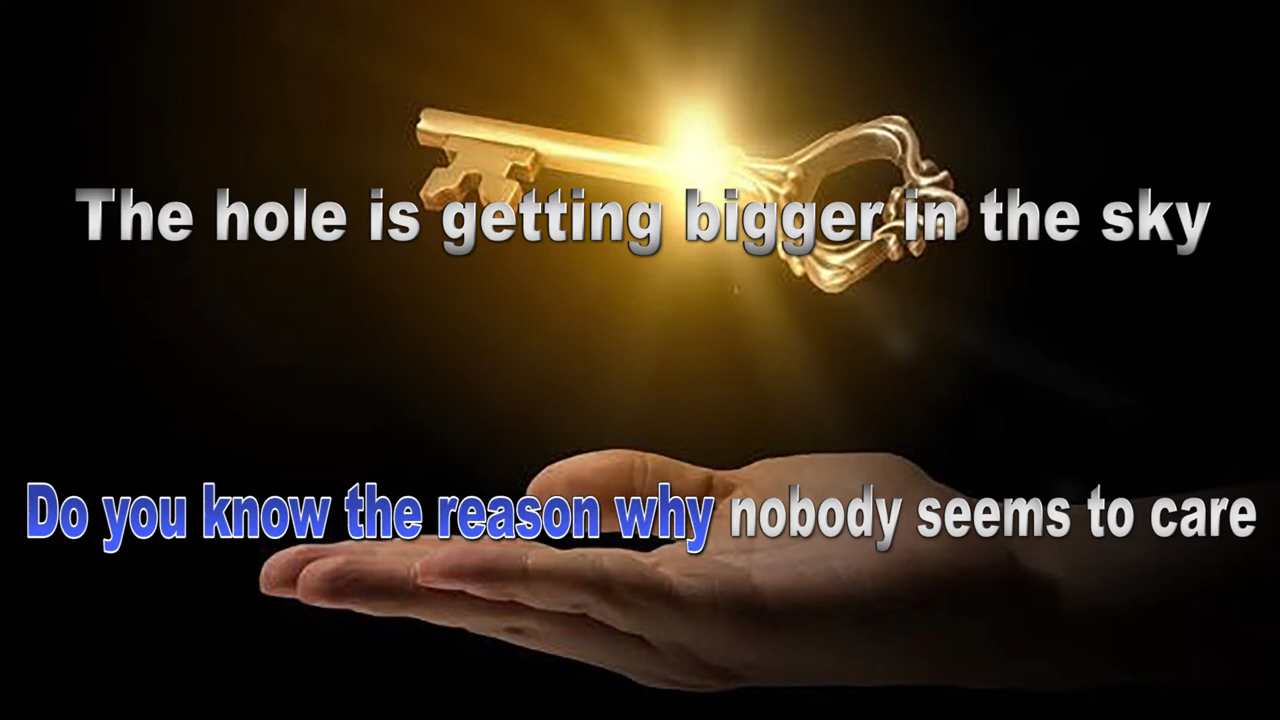 The hole is getting bigger in the sky
Do you know the reason why nobody seems to care